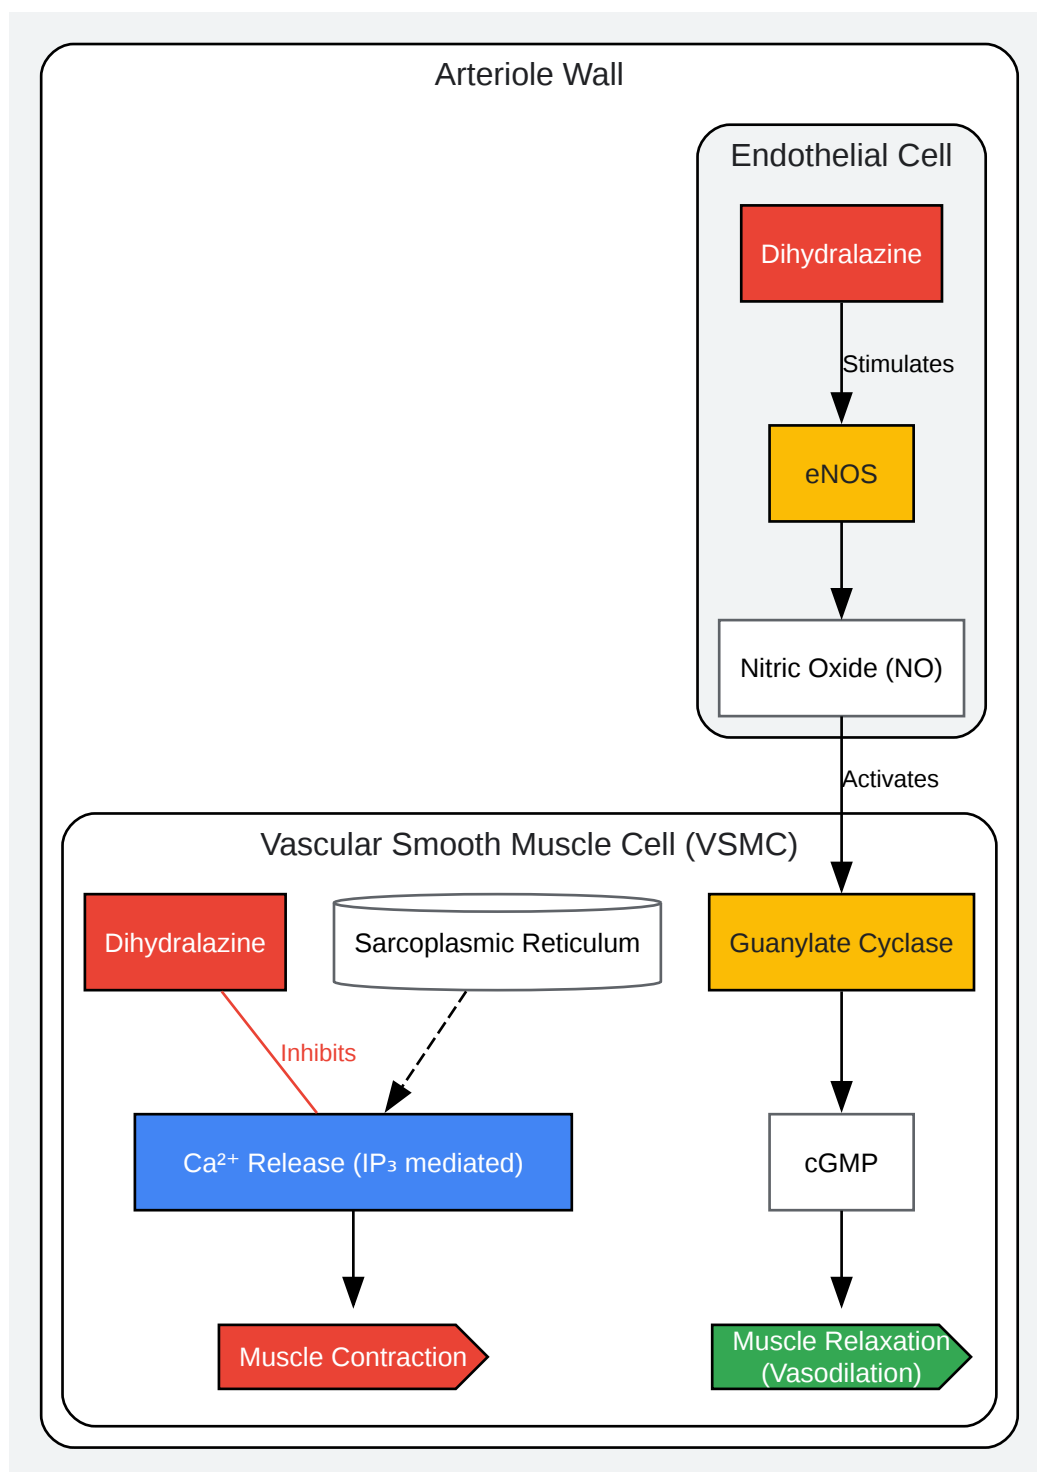 Arteriole Wall
Endothelial Cell
Dihydralazine
Stimulates
eNOS
Nitric Oxide (NO)
Activates
Vascular Smooth Muscle Cell (VSMC)
Dihydralazine
Sarcoplasmic Reticulum
Guanylate Cyclase
Inhibits
Ca²⁺ Release (IP₃ mediated)
cGMP
Muscle Contraction
Muscle Relaxation
(Vasodilation)